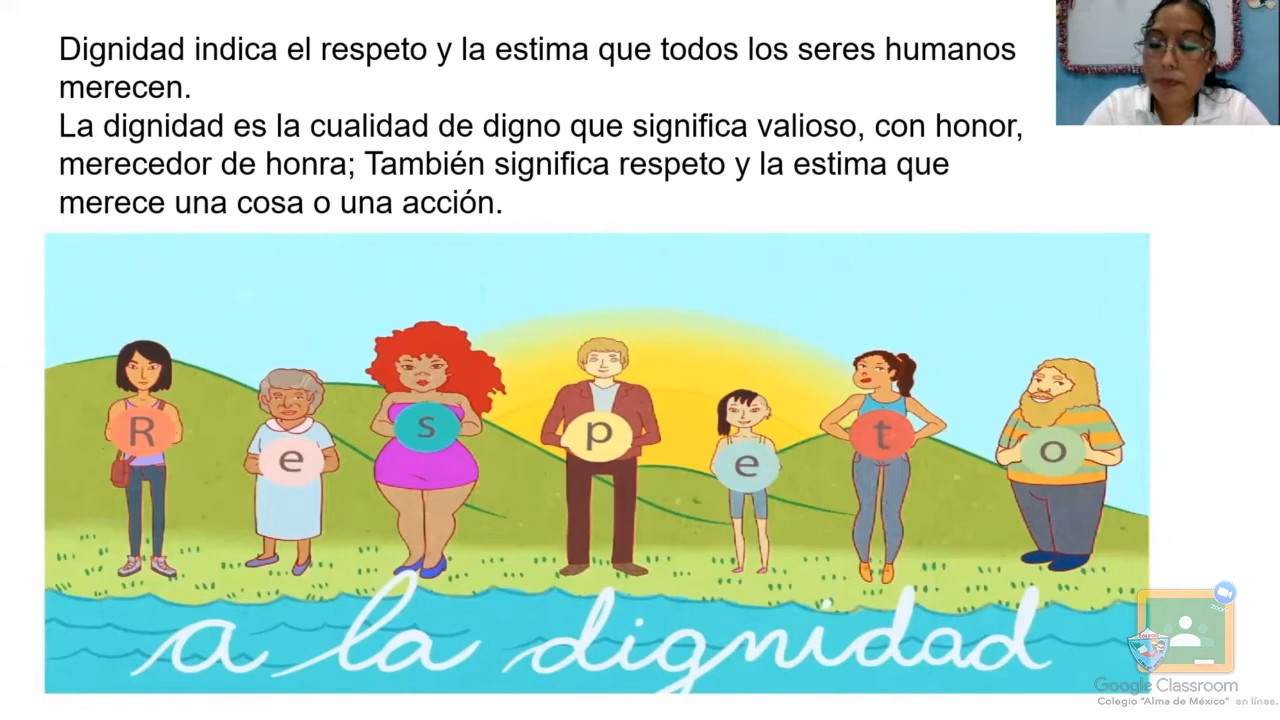 Dignidad indica el respeto y la estima que todos los seres humanos
merecen.
La dignidad es la cualidad de digno que significa valioso, con honor,
merecedor de honra; También significa respeto y la estima que
merece una cosa o una acción.
R e s p e t o
a la dignidad
zoom
COLEGIO
Google Classroom
Colegio "Alma de México" en línea.